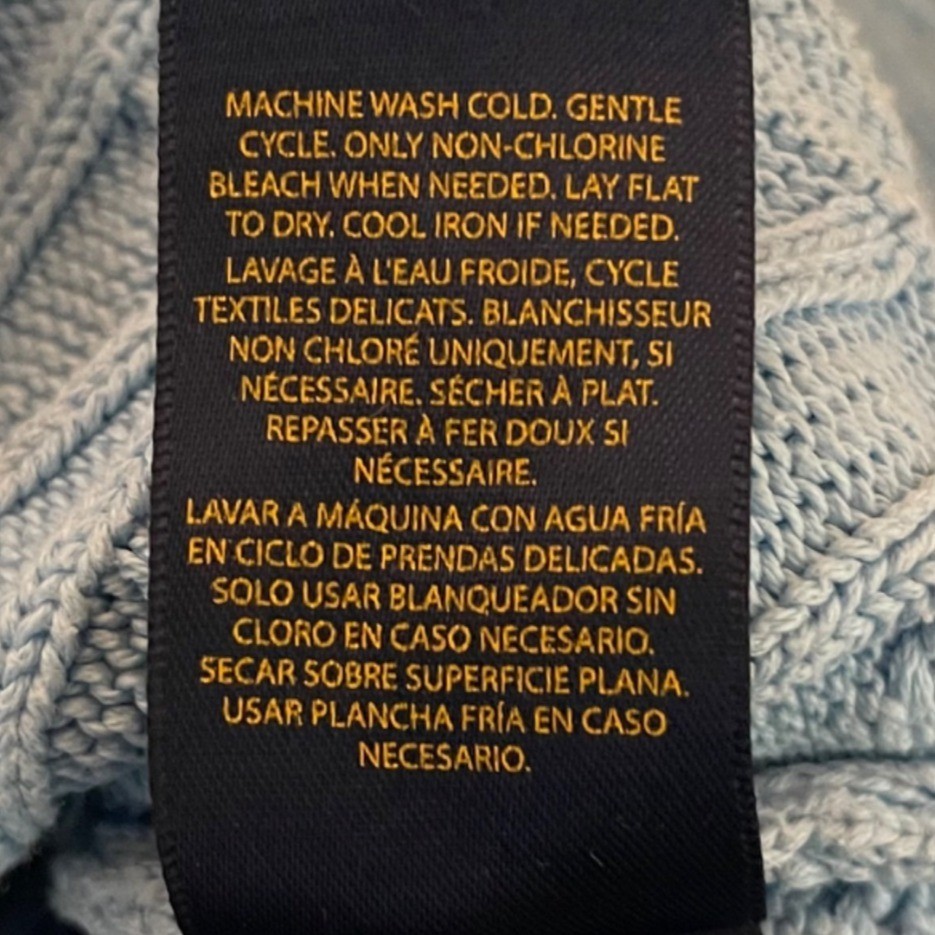 MACHINE WASH COLD. GENTLE
CYCLE. ONLY NON-CHLORINE
BLEACH WHEN NEEDED. LAY FLAT
TO DRY. COOL IRON IF NEEDED.
LAVAGE À L'EAU FROIDE, CYCLE
TEXTILES DELICATS. BLANCHISSEUR
NON CHLORÉ UNIQUEMENT, SI
NÉCESSAIRE. SÉCHER À PLAT.
REPASSER À FER DOUX SI
NÉCESSAIRE.
LAVAR A MÁQUINA CON AGUA FRÍA
EN CICLO DE PRENDAS DELICADAS.
SOLO USAR BLANQUEADOR SIN
CLORO EN CASO NECESARIO.
SECAR SOBRE SUPERFICIE PLANA.
USAR PLANCHA FRÍA EN CASO
NECESARIO.